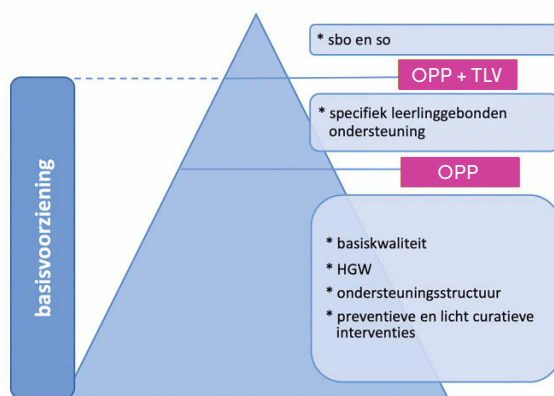 * sbo en so
OPP + TLV
* specifiek leerlinggebonden
ondersteuning
OPP
basisvoorziening
* basiskwaliteit
* HGW
* ondersteuningsstructuur
* preventieve en licht curatieve
interventies